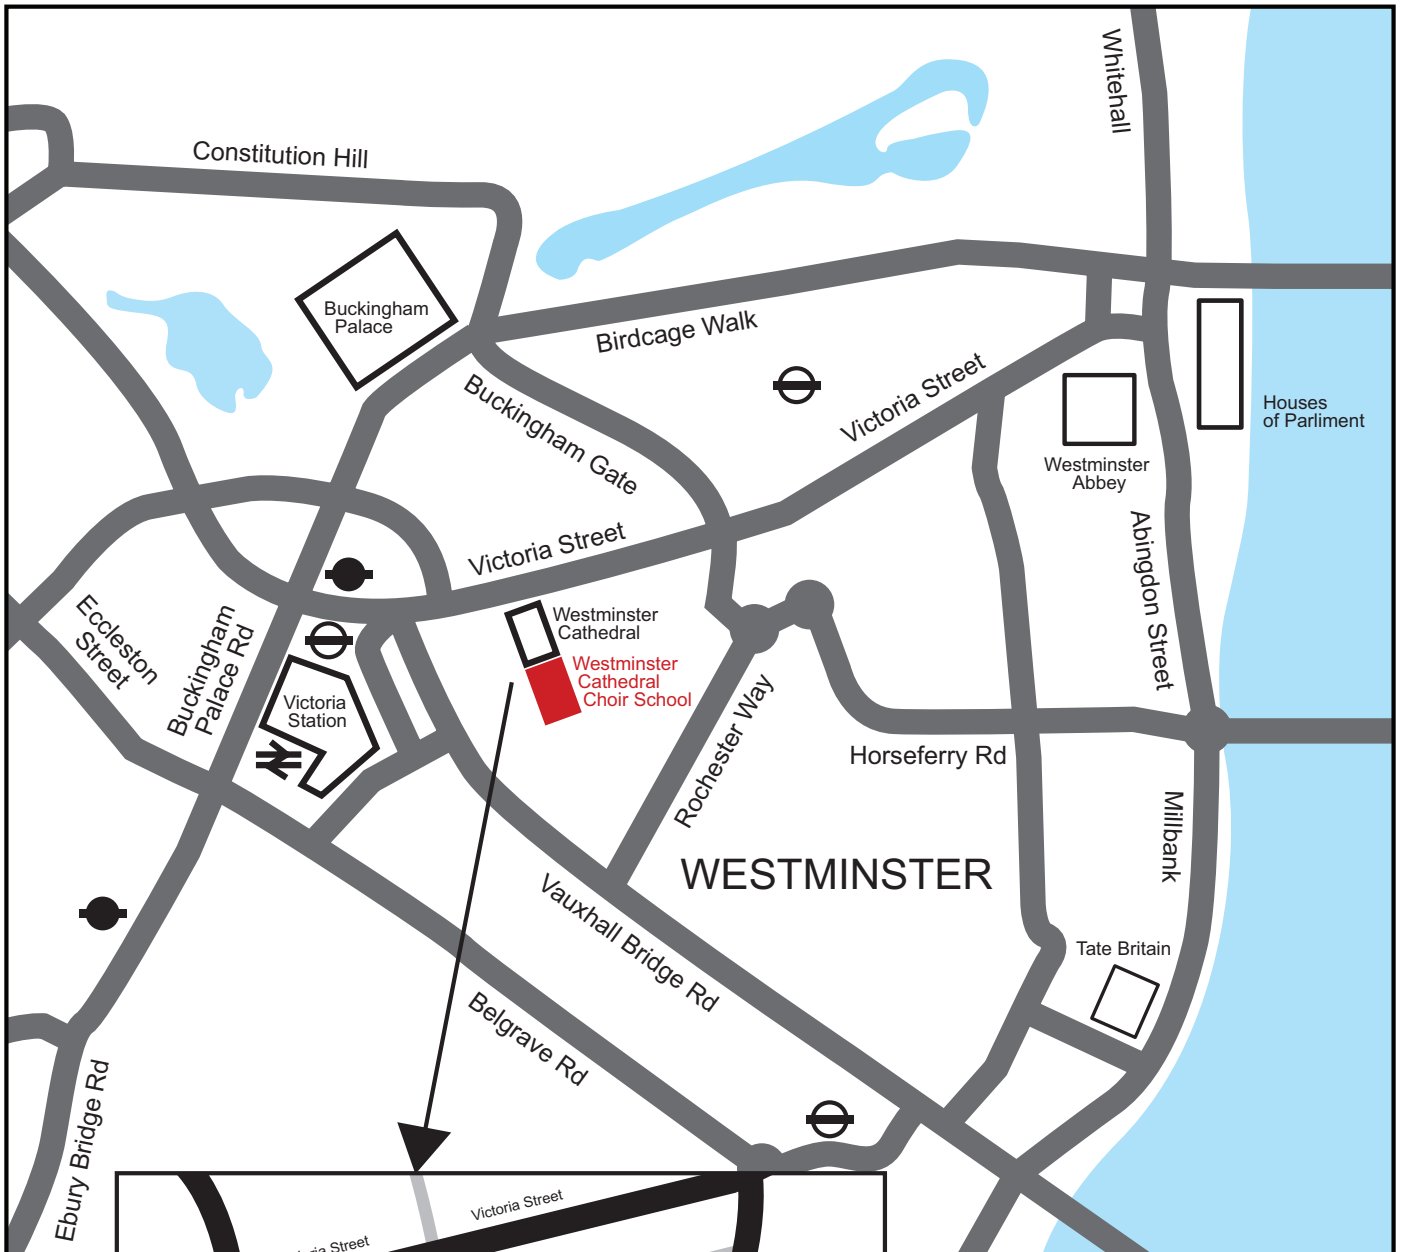 Whitehall
Constitution Hill
Buckingham
Palace
Birdcage Walk
Buckingham Gate
Victoria Street
Houses
of Parliment
Westminster
Abbey
Victoria Street
Abingdon Street
Eccleston
Street
Buckingham
Palace Rd
Westminster
Cathedral
Westminster
Cathedral
Choir School
Victoria
Station
Rochester Way
Horseferry Rd
Millbank
WESTMINSTER
Vauxhall Bridge Rd
Tate Britain
Belgrave Rd
Ebury Bridge Rd
Victoria Street
Street